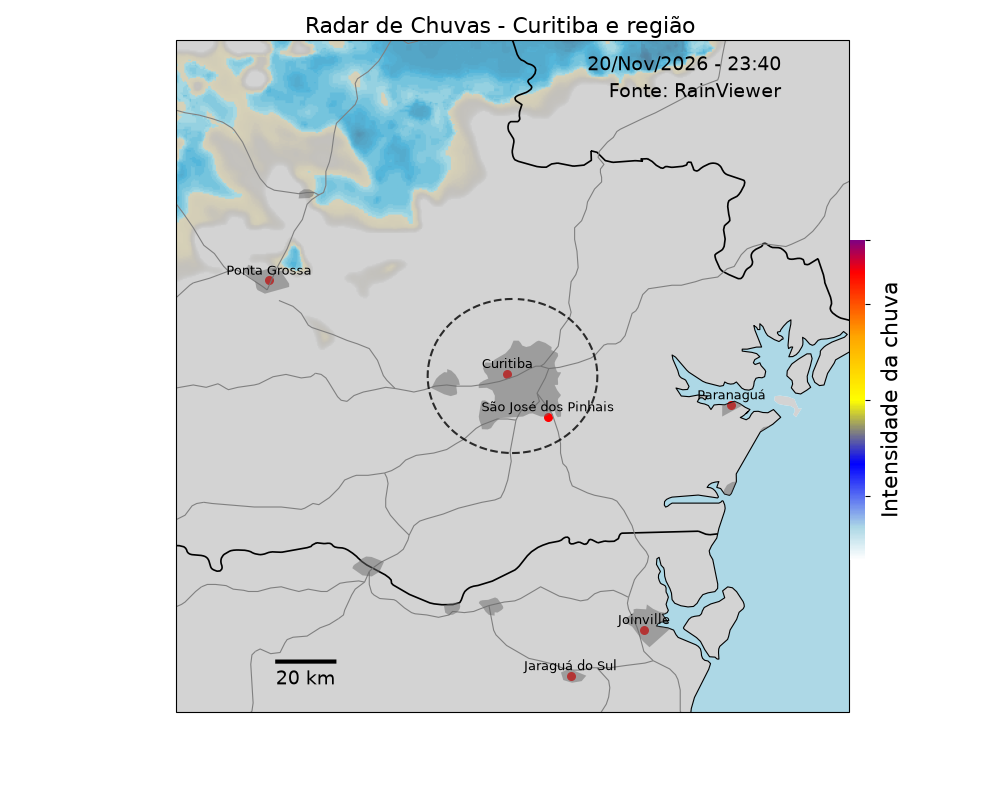 Radar de Chuvas - Curitiba e região
20/Nov/2026 - 23:40
Fonte: RainViewer
Ponta Grossa
Curitiba
São José dos Pinhais
Paranaguá
Intensidade da chuva
Joinville
Jaraguá do Sul
20 km